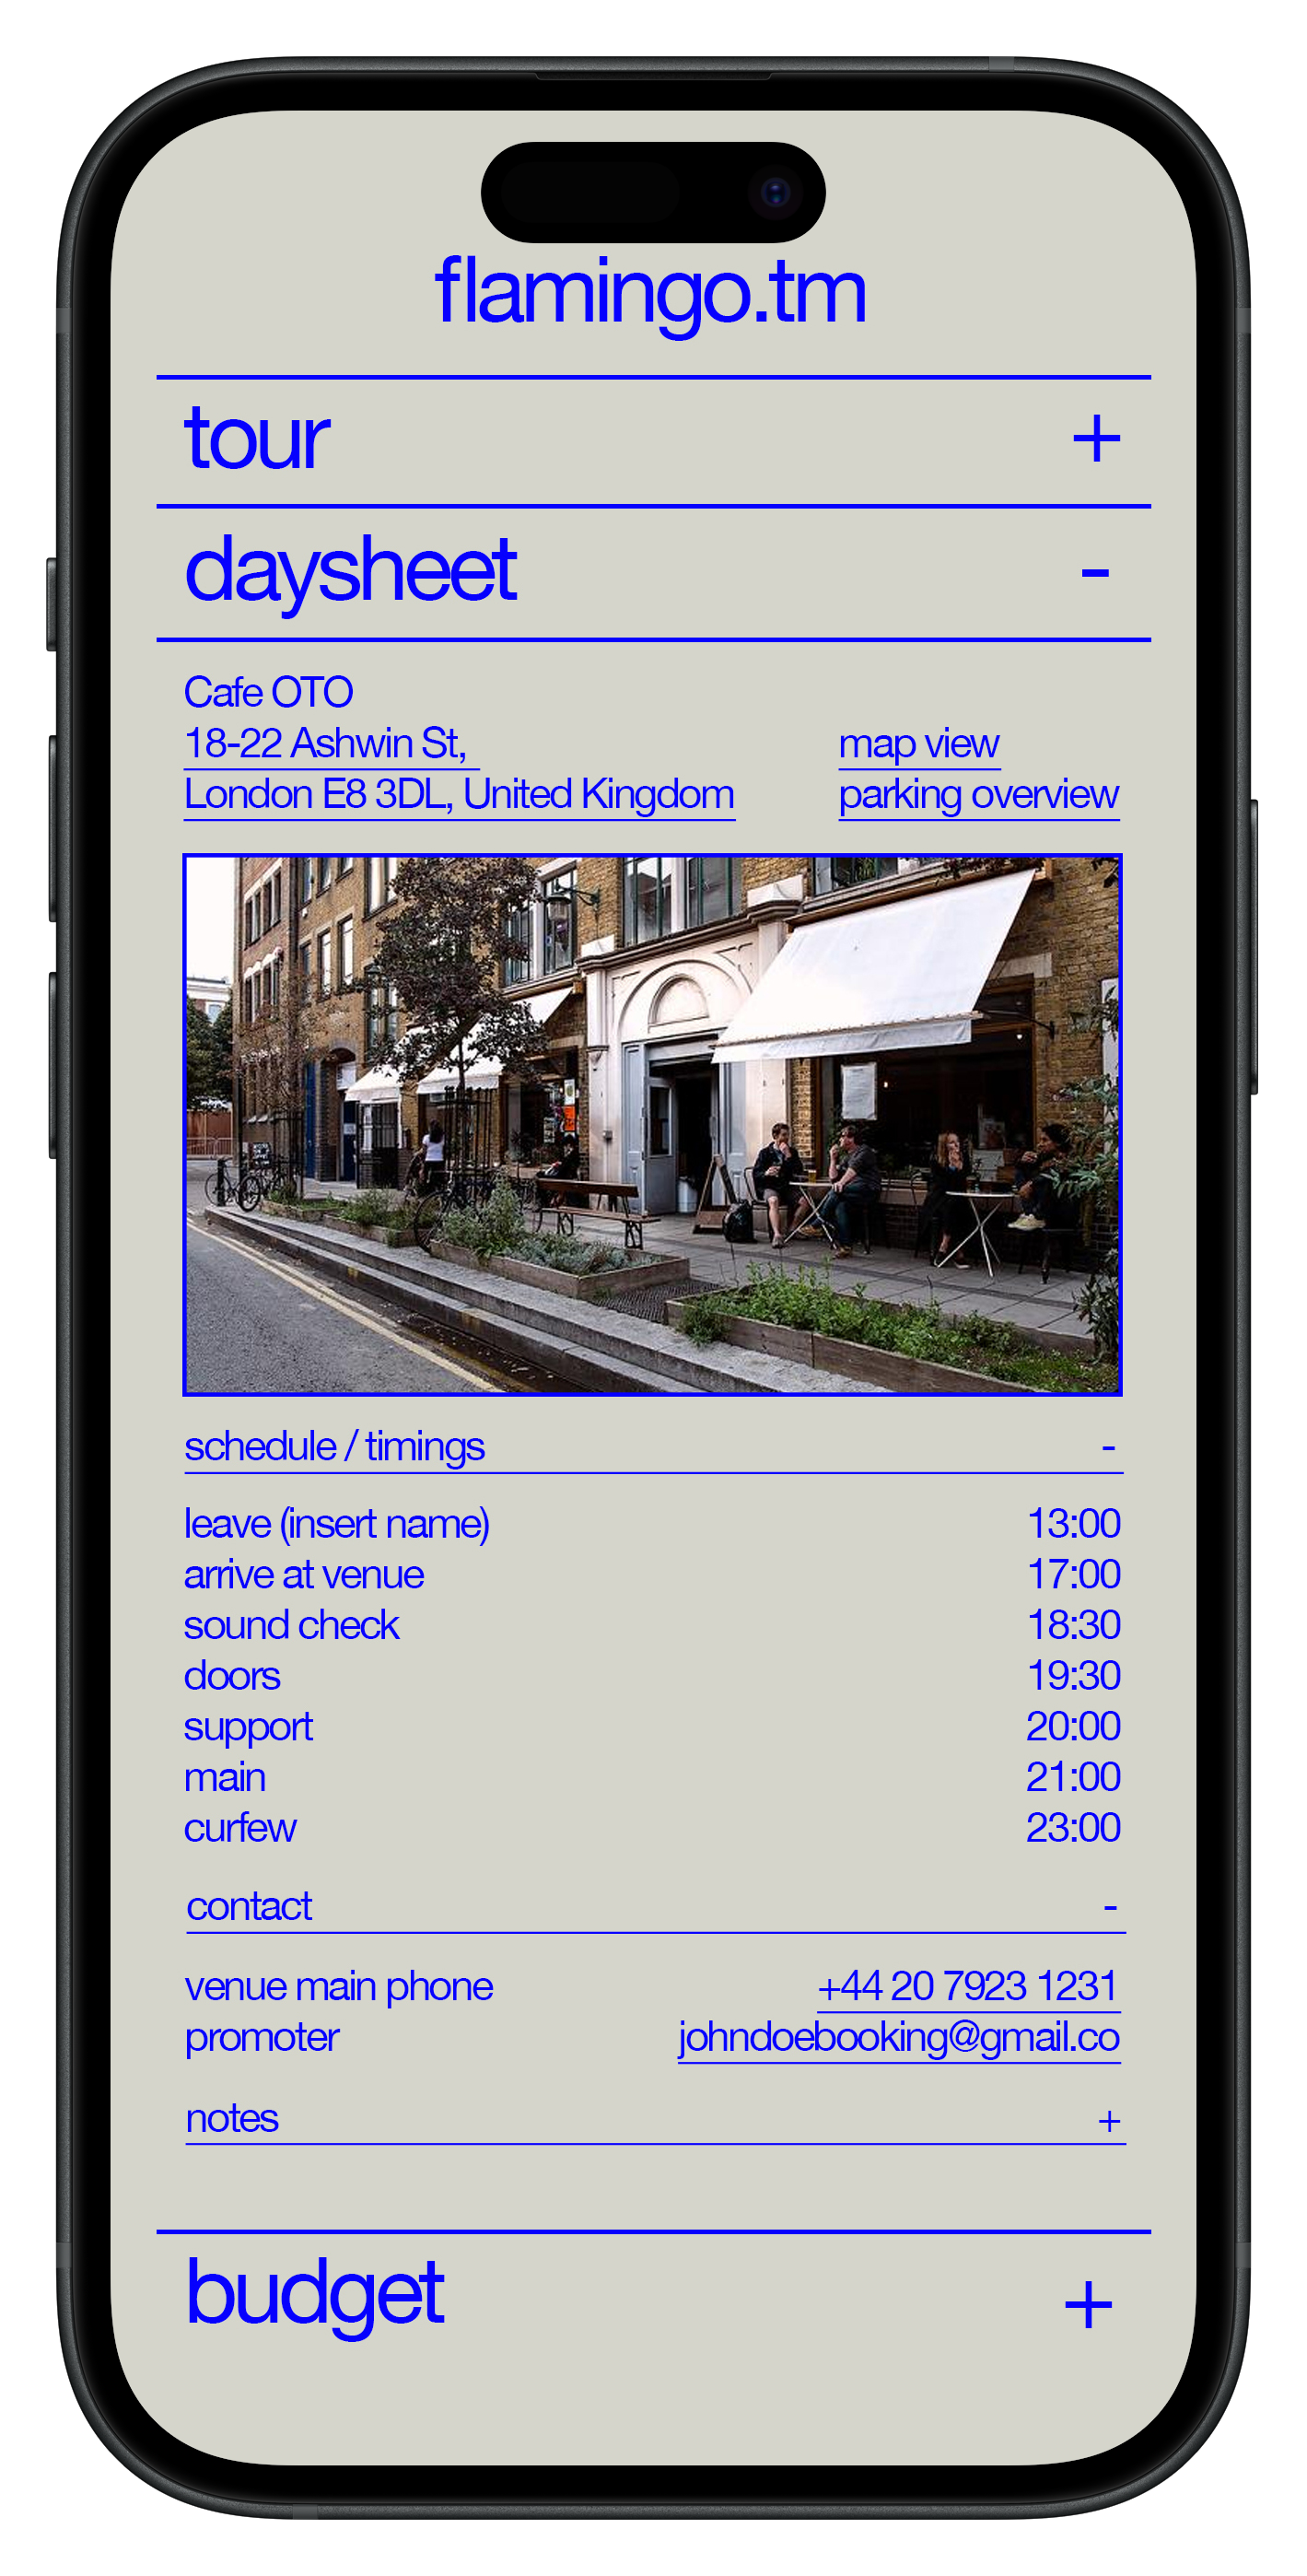 flamingo.tm
tour +
daysheet -
Cafe OTO
18-22 Ashwin St, map view
London E8 3DL, United Kingdom parking overview
schedule / timings -
leave (insert name) 13:00
arrive at venue 17:00
sound check 18:30
doors 19:30
support 20:00
main 21:00
curfew 23:00
contact -
venue main phone +44 20 7923 1231
promoter johndoebooking@gmail.co
notes +
budget +